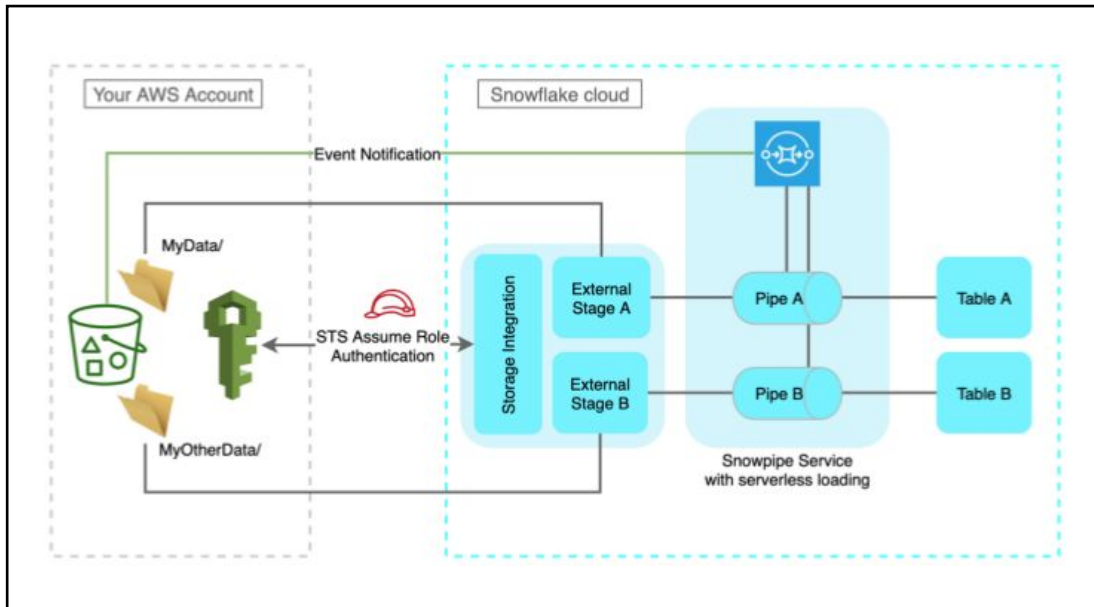 Your AWS Account
Snowflake cloud
Event Notification
MyData/
STS Assume Role
Authentication
MyOtherData/
Storage Integration
External
Stage A
External
Stage B
Pipe A
Pipe B
Table A
Table B
Snowpipe Service
with serverless loading